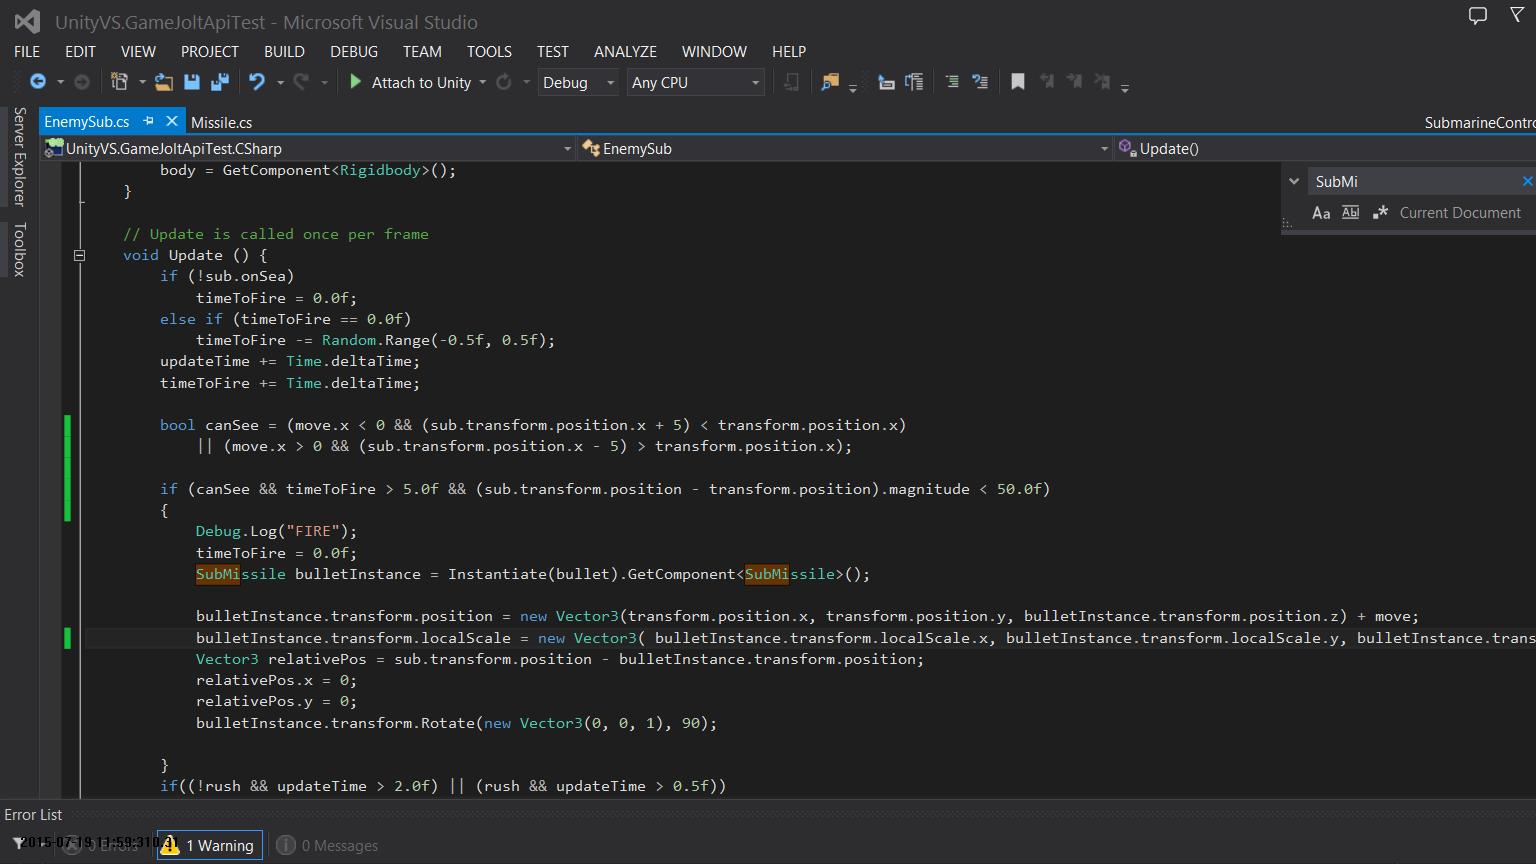 UnityVS.GameJoltApiTest - Microsoft Visual Studio
FILE EDIT VIEW PROJECT BUILD DEBUG TEAM TOOLS TEST ANALYZE WINDOW HELP
Attach to Unity Debug Any CPU
Server Explorer
Toolbox
EnemySub.cs Missile.cs SubmarineContro
UnityVS.GameJoltApiTest.CSharp EnemySub Update()
SubMi
Aa Abl .* Current Document
body = GetComponent<Rigidbody>();
}
// Update is called once per frame
void Update () {
if (!sub.onSea)
timeToFire = 0.0f;
else if (timeToFire == 0.0f)
timeToFire -= Random.Range(-0.5f, 0.5f);
updateTime += Time.deltaTime;
timeToFire += Time.deltaTime;
bool canSee = (move.x < 0 && (sub.transform.position.x + 5) < transform.position.x)
|| (move.x > 0 && (sub.transform.position.x - 5) > transform.position.x);
if (canSee && timeToFire > 5.0f && (sub.transform.position - transform.position).magnitude < 50.0f)
{
Debug.Log("FIRE");
timeToFire = 0.0f;
SubMissile bulletInstance = Instantiate(bullet).GetComponent<SubMissile>();
bulletInstance.transform.position = new Vector3(transform.position.x, transform.position.y, bulletInstance.transform.position.z) + move;
bulletInstance.transform.localScale = new Vector3( bulletInstance.transform.localScale.x, bulletInstance.transform.localScale.y, bulletInstance.trans
Vector3 relativePos = sub.transform.position - bulletInstance.transform.position;
relativePos.x = 0;
relativePos.y = 0;
bulletInstance.transform.Rotate(new Vector3(0, 0, 1), 90);
}
if((!rush && updateTime > 2.0f) || (rush && updateTime > 0.5f))
Error List
0 Errors 1 Warning 0 Messages